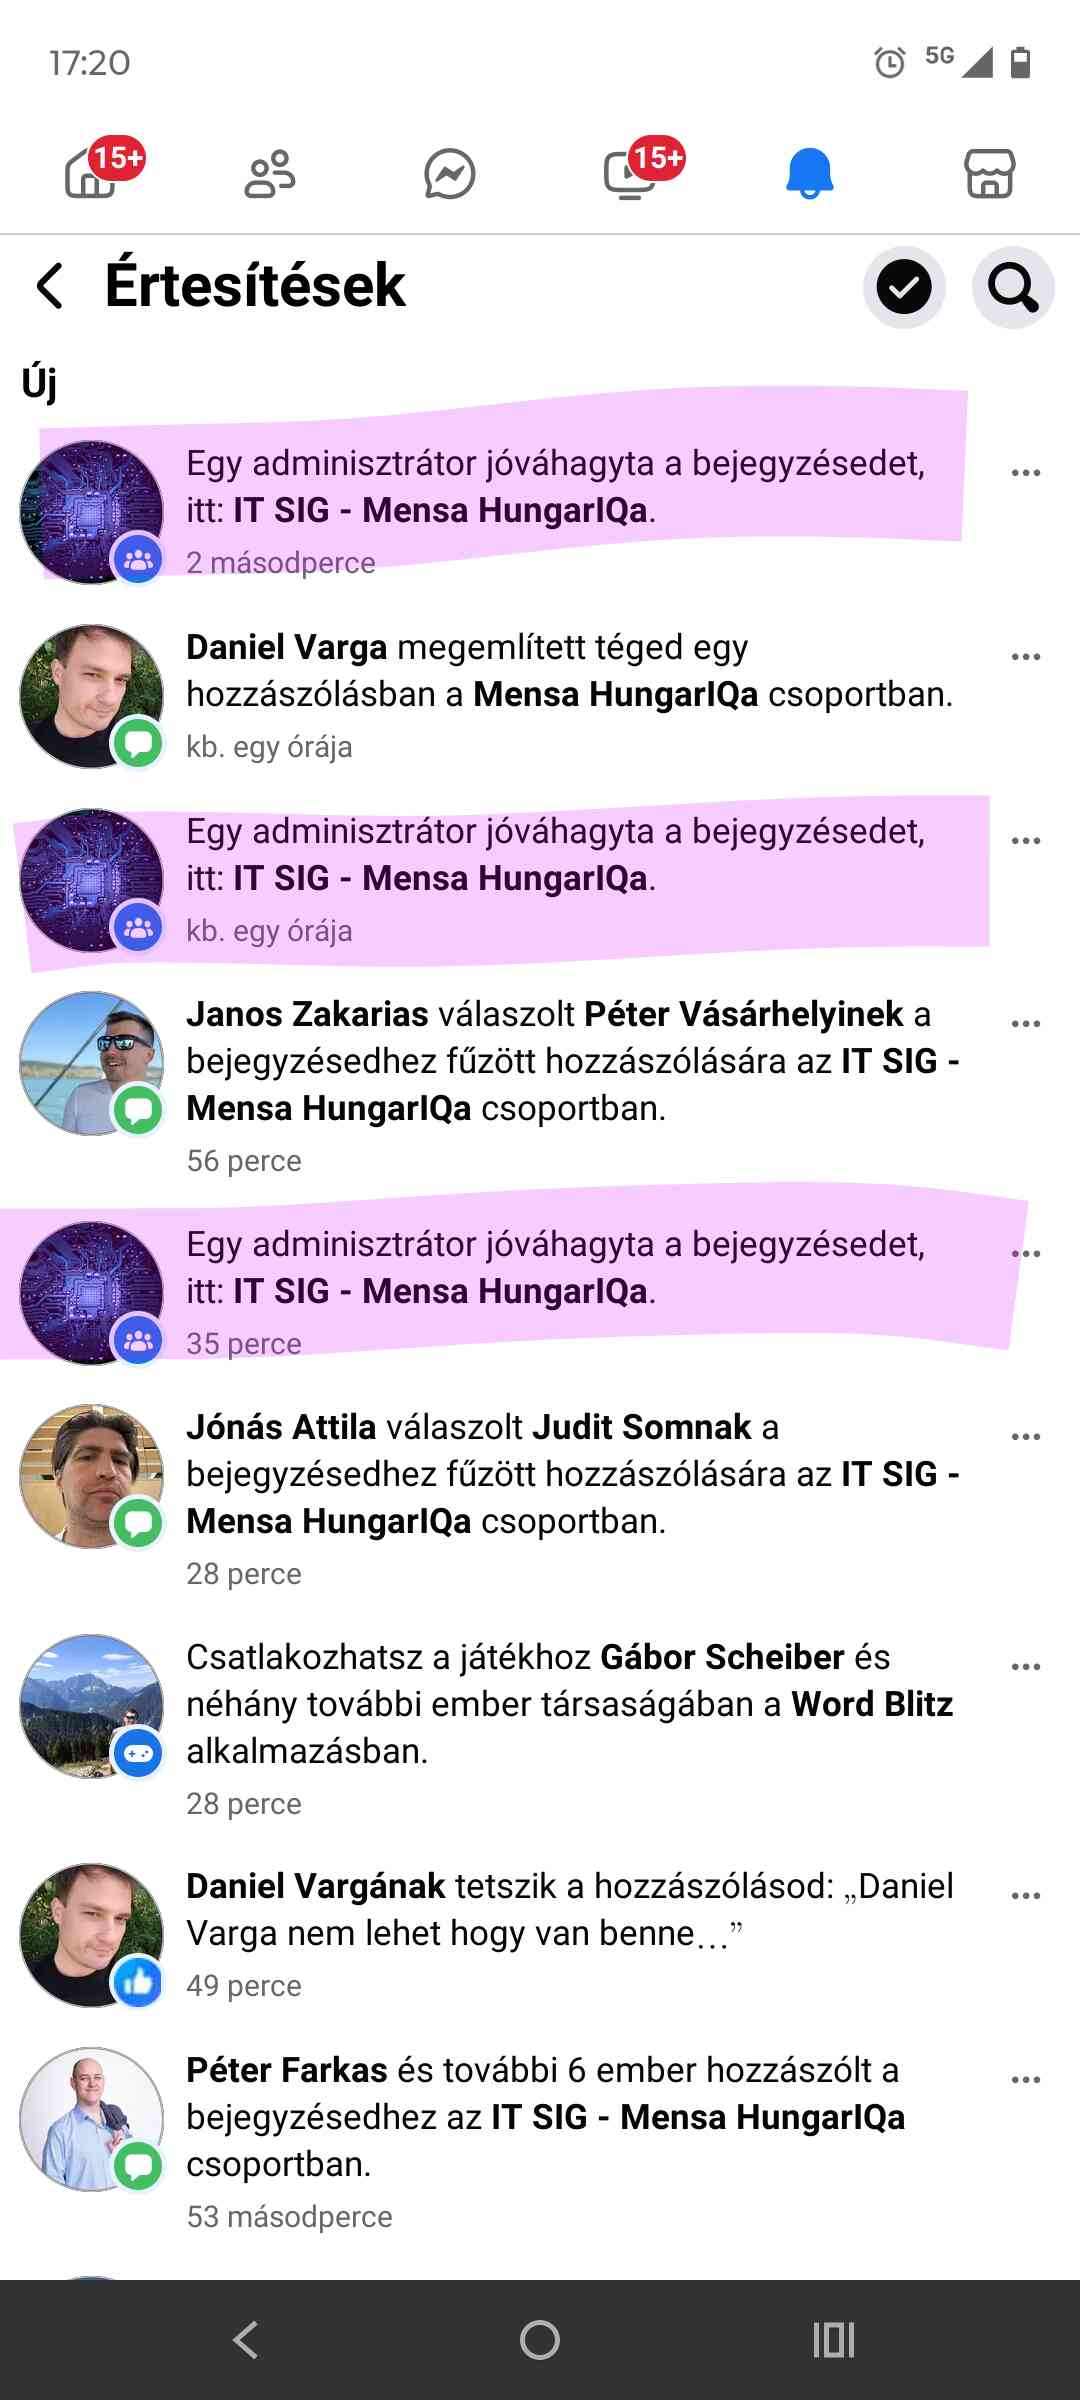 17:20
5G
15+
15+
Értesítések
Új
Egy adminisztrátor jóváhagyta a bejegyzésedet,
itt: IT SIG - Mensa HungarIQa.
2 másodperce
Daniel Varga megemlített téged egy
hozzászólásban a Mensa HungarIQa csoportban.
kb. egy órája
Egy adminisztrátor jóváhagyta a bejegyzésedet,
itt: IT SIG - Mensa HungarIQa.
kb. egy órája
Janos Zakarias válaszolt Péter Vásárhelyinek a
bejegyzésedhez fűzött hozzászólására az IT SIG -
Mensa HungarIQa csoportban.
56 perce
Egy adminisztrátor jóváhagyta a bejegyzésedet,
itt: IT SIG - Mensa HungarIQa.
35 perce
Jónás Attila válaszolt Judit Somnak a
bejegyzésedhez fűzött hozzászólására az IT SIG -
Mensa HungarIQa csoportban.
28 perce
Csatlakozhatsz a játékhoz Gábor Scheiber és
néhány további ember társaságában a Word Blitz
alkalmazásban.
28 perce
Daniel Vargának tetszik a hozzászólásod: „Daniel
Varga nem lehet hogy van benne…”
49 perce
Péter Farkas és további 6 ember hozzászólt a
bejegyzésedhez az IT SIG - Mensa HungarIQa
csoportban.
53 másodperce